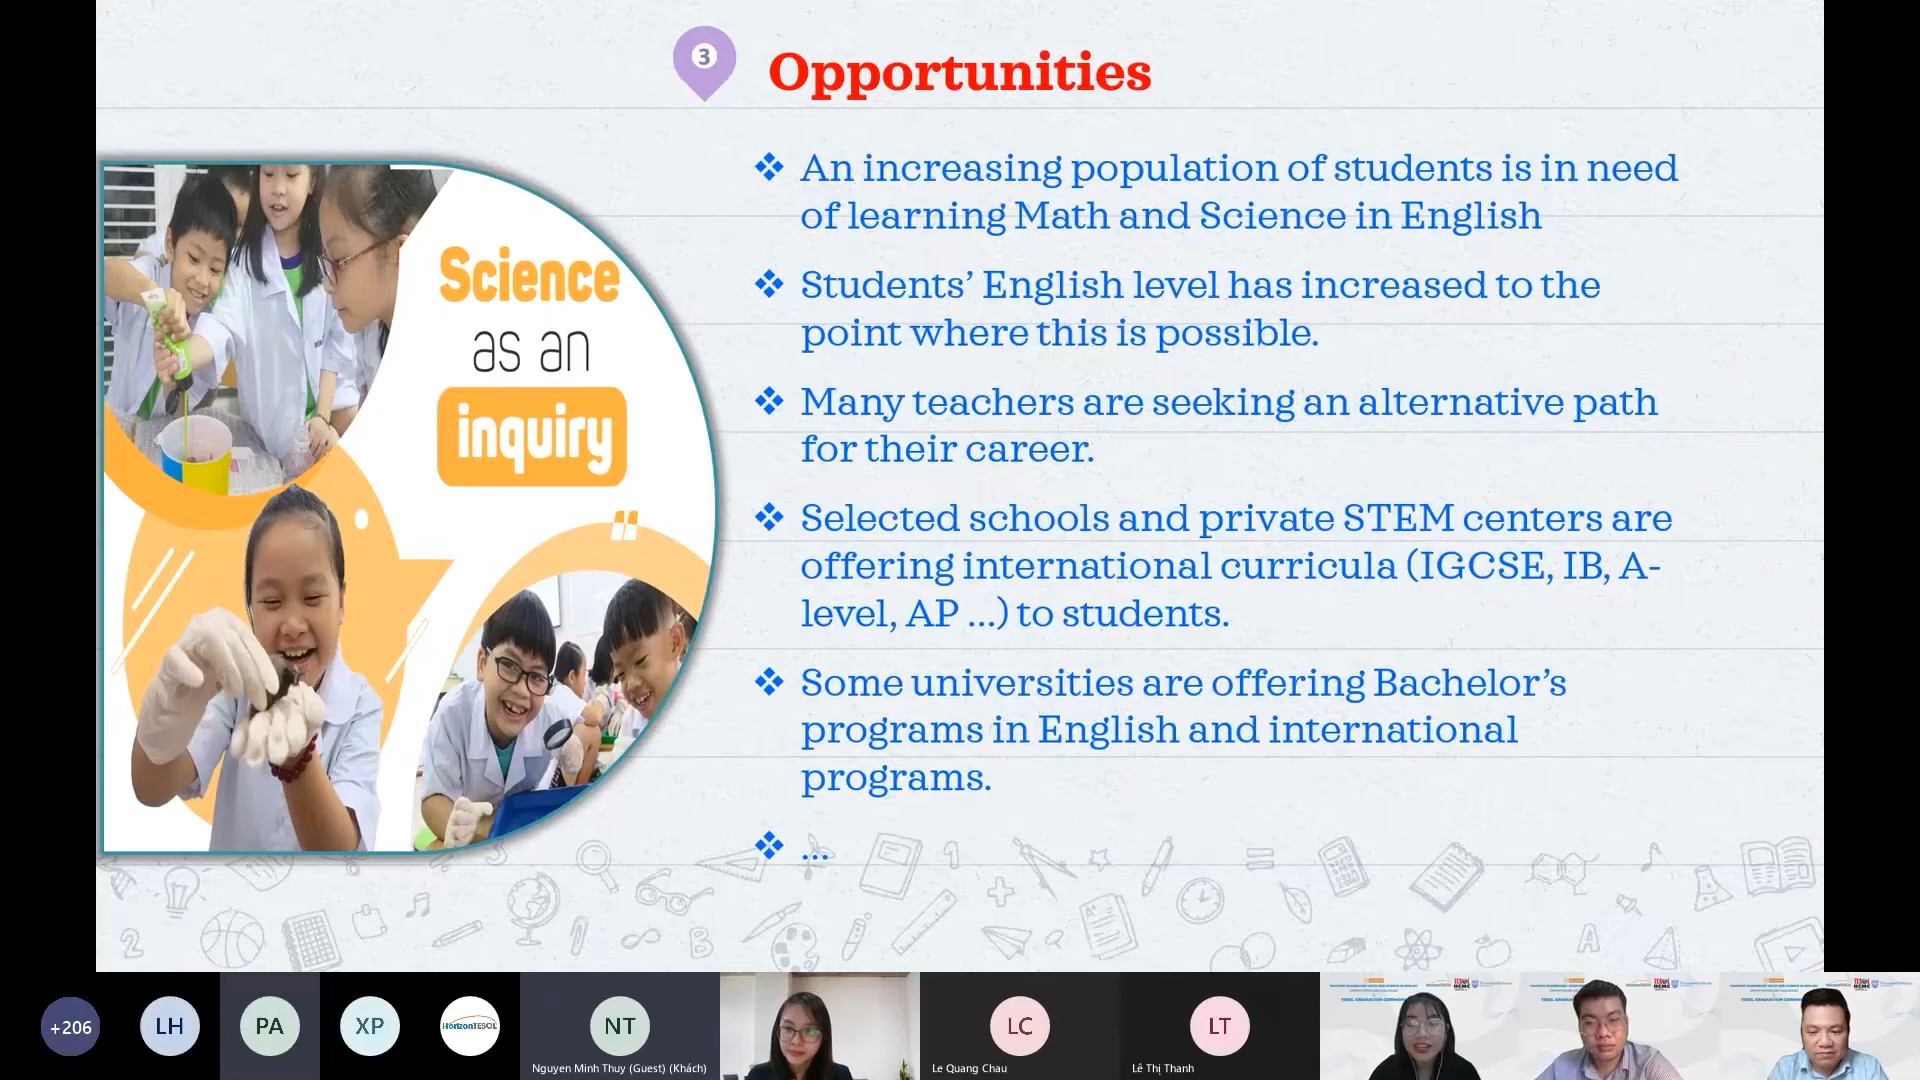 3
Opportunities
❖ An increasing population of students is in need
of learning Math and Science in English
❖ Students’ English level has increased to the
point where this is possible.
❖ Many teachers are seeking an alternative path
for their career.
❖ Selected schools and private STEM centers are
offering international curricula (IGCSE, IB, A-
level, AP ...) to students.
❖ Some universities are offering Bachelor’s
programs in English and international
programs.
❖ ...
Science
as an
inquiry
+206
LH
PA
XP
HorizonTESOL
NT
Nguyen Minh Thuy (Guest) (Khách)
LC
Le Quang Chau
LT
Lê Thị Thanh